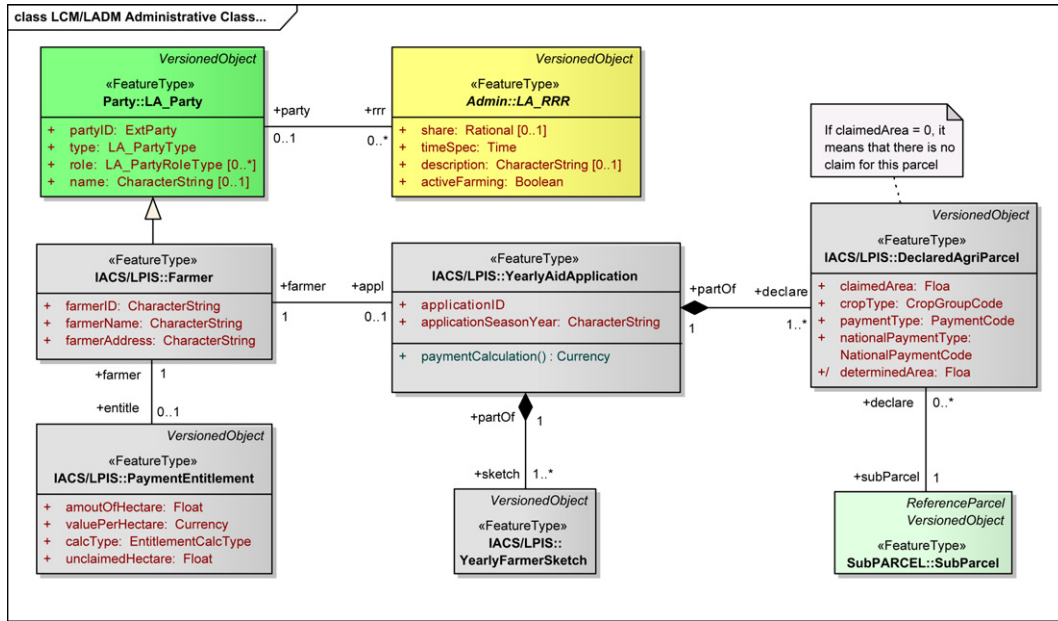 class LCM/LADM Administrative Class...
VersionedObject
«FeatureType»
Party::LA_Party
+ partyID: ExtParty
+ type: LA_PartyType
+ role: LA_PartyRoleType [0..*]
+ name: CharacterString [0..1]
+party
0..1
+rrr
0..*
VersionedObject
«FeatureType»
Admin::LA_RRR
+ share: Rational [0..1]
+ timeSpec: Time
+ description: CharacterString [0..1]
+ activeFarming: Boolean
If claimedArea = 0, it
means that there is no
claim for this parcel
«FeatureType»
IACS/LPIS::Farmer
+ farmerID: CharacterString
+ farmerName: CharacterString
+ farmerAddress: CharacterString
+farmer
1
+appl
0..1
«FeatureType»
IACS/LPIS::YearlyAidApplication
+ applicationID
+ applicationSeasonYear: CharacterString
+ paymentCalculation() : Currency
+partOf
1
+declare
1..*
VersionedObject
«FeatureType»
IACS/LPIS::DeclaredAgriParcel
+ claimedArea: Floa
+ cropType: CropGroupCode
+ paymentType: PaymentCode
+ nationalPaymentType:
NationalPaymentCode
+/ determinedArea: Floa
+farmer
1
+entitle
0..1
VersionedObject
«FeatureType»
IACS/LPIS::PaymentEntitlement
+ amoutOfHectare: Float
+ valuePerHectare: Currency
+ calcType: EntitlementCalcType
+ unclaimedHectare: Float
+partOf
1
+sketch
1..*
VersionedObject
«FeatureType»
IACS/LPIS::
YearlyFarmerSketch
+declare
0..*
+subParcel
1
ReferenceParcel
VersionedObject
«FeatureType»
SubPARCEL::SubParcel